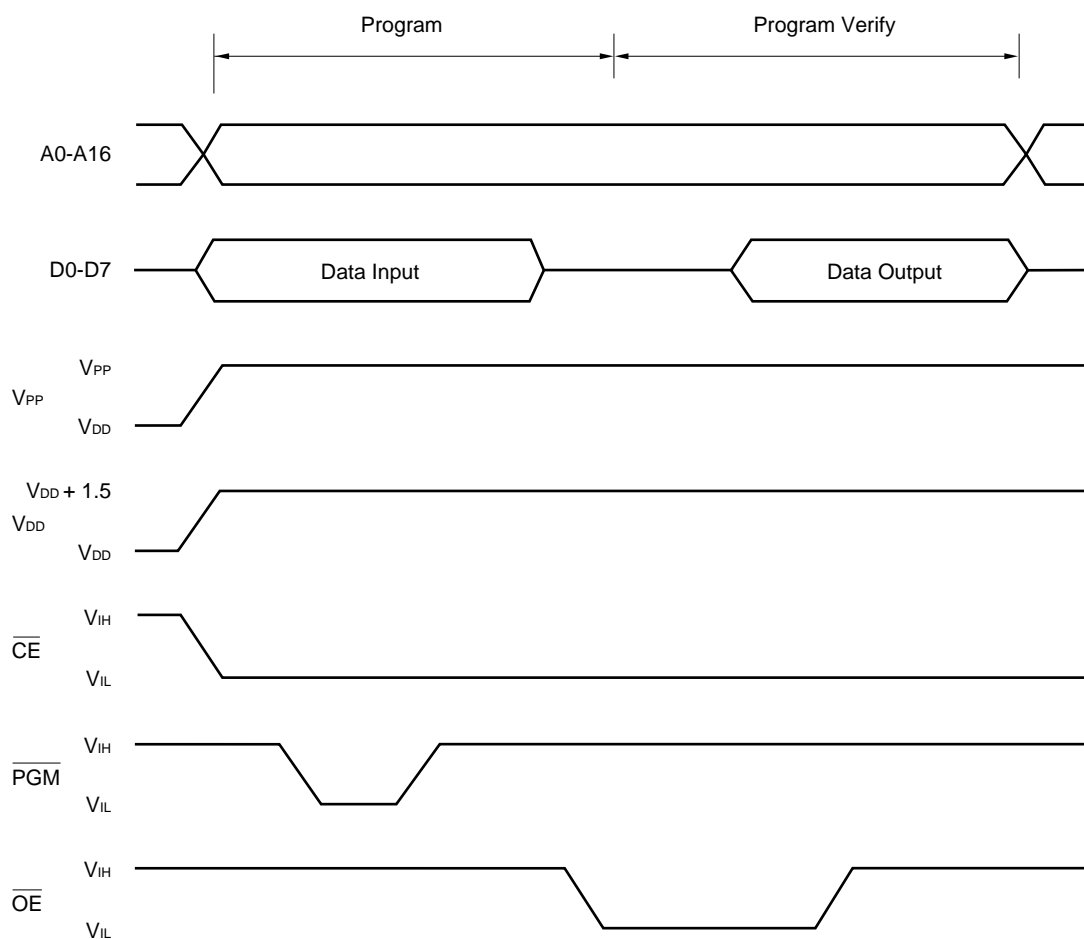 Program Program Verify
A0-A16
D0-D7 Data Input Data Output
VPP
VPP
VDD
VDD + 1.5
VDD
VDD
VIH
CE
VIL
VIH
PGM
VIL
VIH
OE
VIL